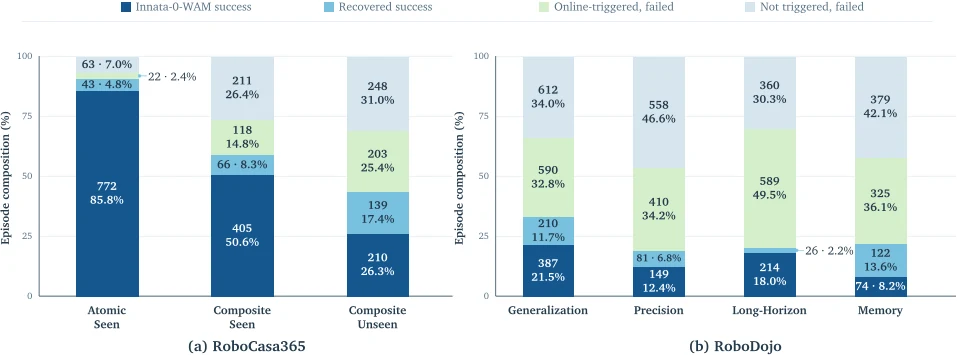 Innata-0-WAM success
Recovered success
Online-triggered, failed
Not triggered, failed
Episode composition (%)
100
75
50
25
0
63 · 7.0%
22 · 2.4%
43 · 4.8%
772
85.8%
211
26.4%
118
14.8%
66 · 8.3%
405
50.6%
248
31.0%
203
25.4%
139
17.4%
210
26.3%
Atomic
Seen
Composite
Seen
Composite
Unseen
(a) RoboCasa365
Episode composition (%)
100
75
50
25
0
612
34.0%
590
32.8%
210
11.7%
387
21.5%
558
46.6%
410
34.2%
81 · 6.8%
149
12.4%
360
30.3%
589
49.5%
26 · 2.2%
214
18.0%
379
42.1%
325
36.1%
122
13.6%
74 · 8.2%
Generalization
Precision
Long-Horizon
Memory
(b) RoboDojo